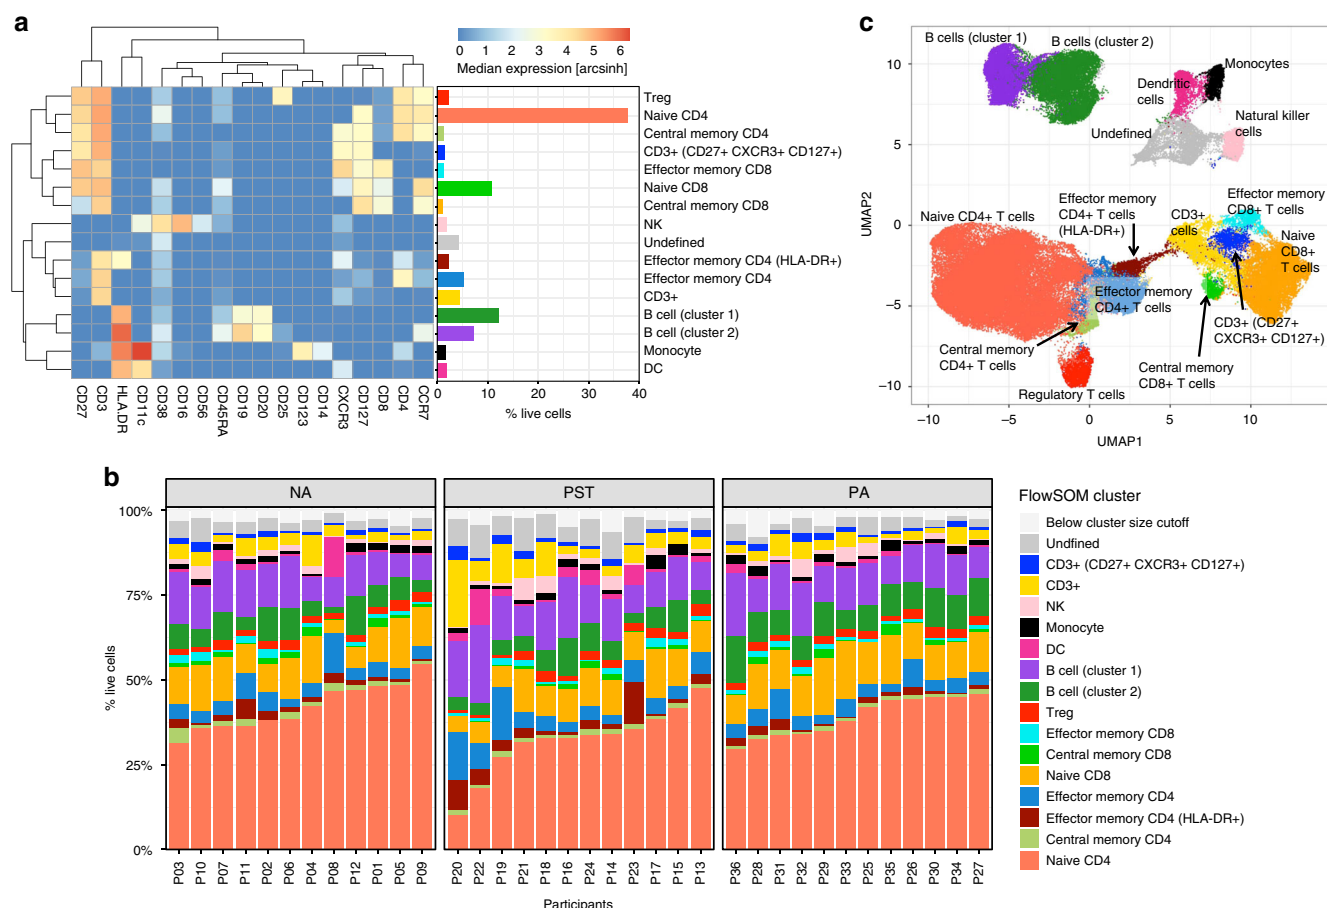 a
0 1 2 3 4 5 6
Median expression [arcsinh]
Treg
Naive CD4
Central memory CD4
CD3+ (CD27+ CXCR3+ CD127+)
Effector memory CD8
Naive CD8
Central memory CD8
NK
Undefined
Effector memory CD4 (HLA-DR+)
Effector memory CD4
CD3+
B cell (cluster 1)
B cell (cluster 2)
Monocyte
DC
CD27 CD3 HLA.DR CD11c CD38 CD16 CD56 CD45RA CD19 CD20 CD25 CD123 CD14 CXCR3 CD127 CD8 CD4 CCR7
0 10 20 30 40
% live cells
c
B cells (cluster 1)
B cells (cluster 2)
Monocytes
Dendritic
cells
Natural killer
cells
Undefined
Effector memory
CD4+ T cells
(HLA-DR+)
Effector memory
CD8+ T cells
CD3+
cells
Naive CD4+ T cells
Naive
CD8+
T cells
Effector memory
CD4+ T cells
CD3+ (CD27+
CXCR3+ CD127+)
Central memory
CD4+ T cells
Central memory
CD8+ T cells
Regulatory T cells
10
5
0
−5
−10
UMAP2
−10 −5 0 5 10
UMAP1
b
NA PST PA
100%
75%
50%
25%
0%
% live cells
P03 P10 P07 P11 P02 P06 P04 P08 P12 P01 P05 P09
P20 P22 P19 P21 P18 P16 P24 P14 P23 P17 P15 P13
P36 P28 P31 P32 P29 P33 P25 P35 P26 P30 P34 P27
Participants
FlowSOM cluster
Below cluster size cutoff
Undfined
CD3+ (CD27+ CXCR3+ CD127+)
CD3+
NK
Monocyte
DC
B cell (cluster 1)
B cell (cluster 2)
Treg
Effector memory CD8
Central memory CD8
Naive CD8
Effector memory CD4
Effector memory CD4 (HLA-DR+)
Central memory CD4
Naive CD4